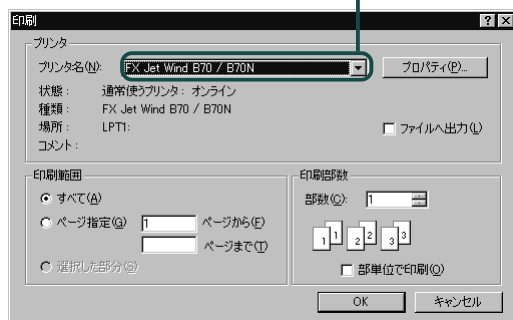 印刷
プリンタ
プリンタ名(N): FX Jet Wind B70 / B70N プロパティ(P)...
状態： 通常使うプリンタ： オンライン
種類： FX Jet Wind B70 / B70N
場所： LPT1: ファイルへ出力(L)
コメント：
印刷範囲
すべて(A)
ページ指定(G) 1 ページから(F)
ページまで(T)
選択した部分(S)
印刷部数
部数(C): 1
1 1 2 2 3 3
部単位で印刷(O)
OK キャンセル